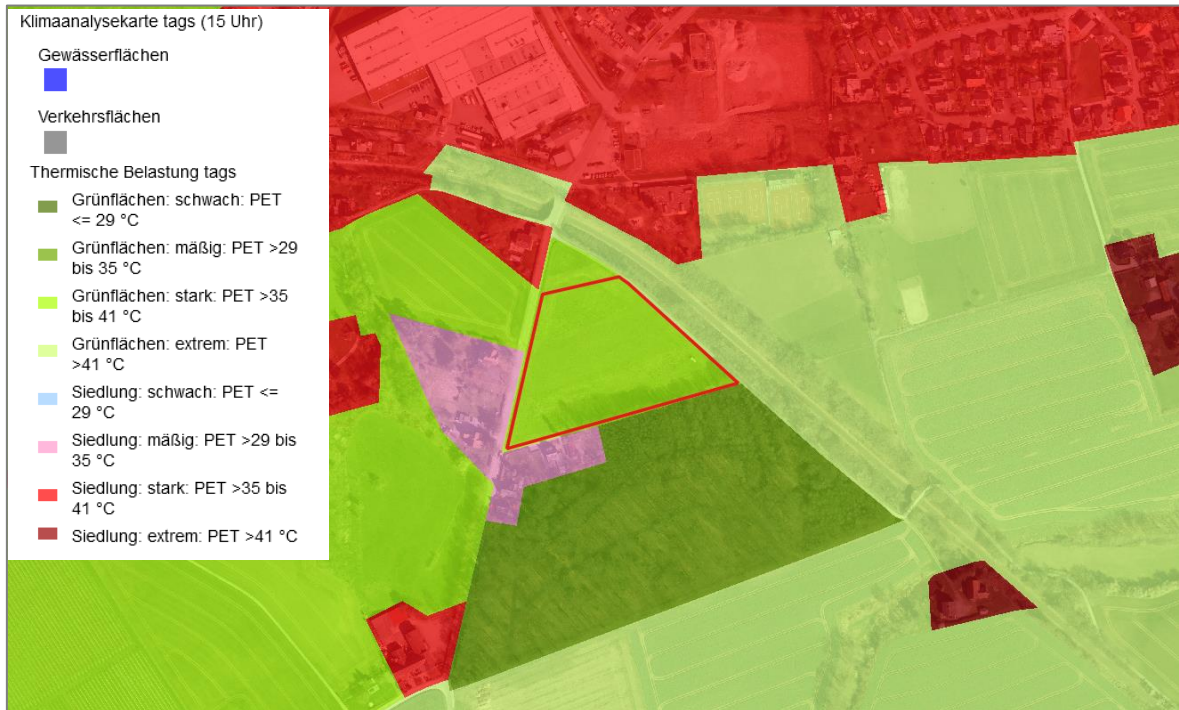 Klimaanalysekarte tags (15 Uhr)
Gewässerflächen
Verkehrsflächen
Thermische Belastung tags
Grünflächen: schwach: PET
<= 29 °C
Grünflächen: mäßig: PET >29
bis 35 °C
Grünflächen: stark: PET >35
bis 41 °C
Grünflächen: extrem: PET
>41 °C
Siedlung: schwach: PET <=
29 °C
Siedlung: mäßig: PET >29 bis
35 °C
Siedlung: stark: PET >35 bis
41 °C
Siedlung: extrem: PET >41 °C